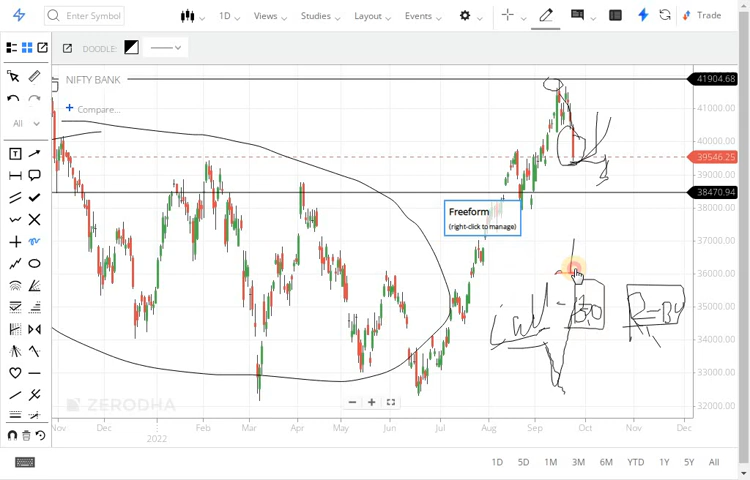 Enter Symbol
1D
Views
Studies
Layout
Events
Trade
DOODLE:
NIFTY BANK
Compare...
All
T
41904.68
41000.00
40000.00
39546.25
38470.94
38000.00
37000.00
36000.00
35000.00
34000.00
33000.00
32000.00
Freeform
(right-click to manage)
ZERODHA
Nov
Dec
2022
Feb
Mar
Apr
May
Jun
Jul
Aug
Sep
Oct
Nov
Dec
1D
5D
1M
3M
6M
YTD
1Y
5Y
All